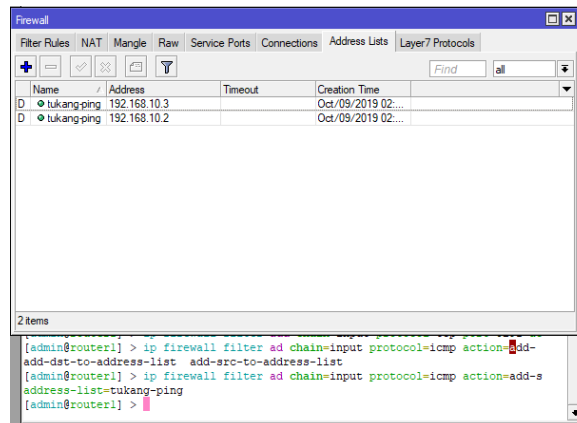 Firewall
Filter Rules NAT Mangle Raw Service Ports Connections Address Lists Layer7 Protocols
Find all
Name Address Timeout Creation Time
D tukang-ping 192.168.10.3 Oct/09/2019 02:...
D tukang-ping 192.168.10.2 Oct/09/2019 02:...
2 items
[admin@router1] > ip firewall filter ad chain=input protocol=icmp action=add-
add-dst-to-address-list add-src-to-address-list
[admin@router1] > ip firewall filter ad chain=input protocol=icmp action=add-s
address-list=tukang-ping
[admin@router1] >